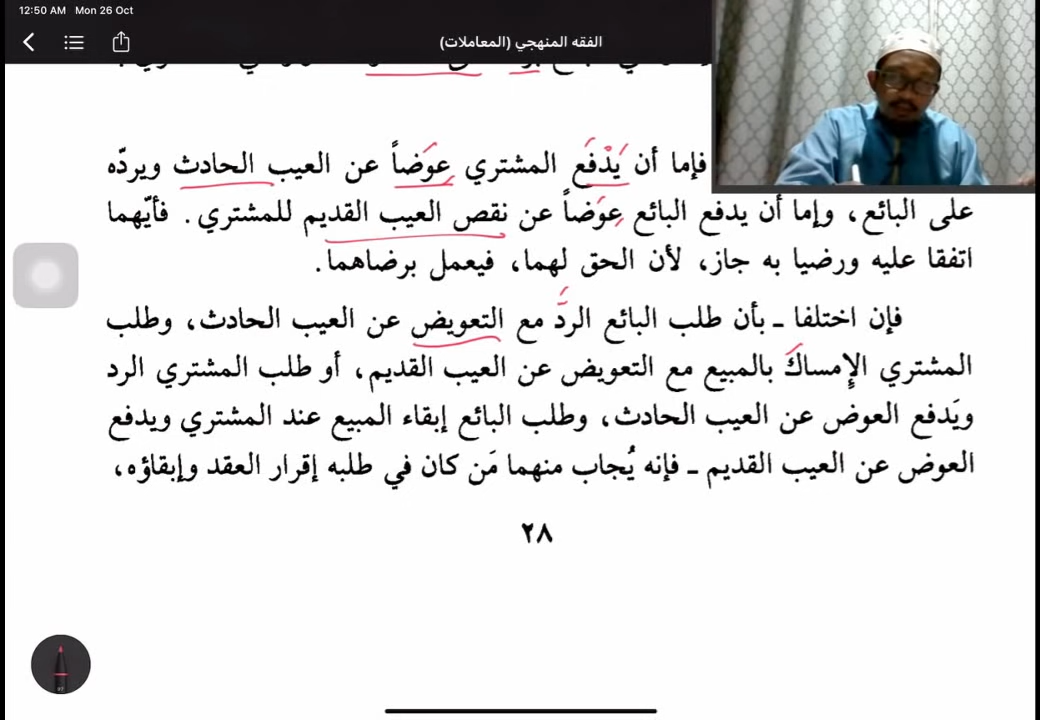 12:50 AM Mon 26 Oct
الفقه المنهجي (المعاملات)
فإما أن يَدْفَع المشتري عِوَضاً عن العيب الحادث ويردّه
على البائع، وإما أن يدفع البائع عِوَضاً عن نقص العيب القديم للمشتري. فأيّهما
اتفقا عليه ورضيا به جاز، لأن الحق لهما، فيعمل برضاهما.
فإن اختلفا ـ بأن طلب البائع الردَّ مع التعويض عن العيب الحادث، وطلب
المشتري الإمساكَ بالمبيع مع التعويض عن العيب القديم، أو طلب المشتري الرد
ويَدفع العوض عن العيب الحادث، وطلب البائع إبقاء المبيع عند المشتري ويدفع
العوض عن العيب القديم ـ فإنه يُجاب منهما مَن كان في طلبه إقرار العقد وإبقاؤه،
٢٨